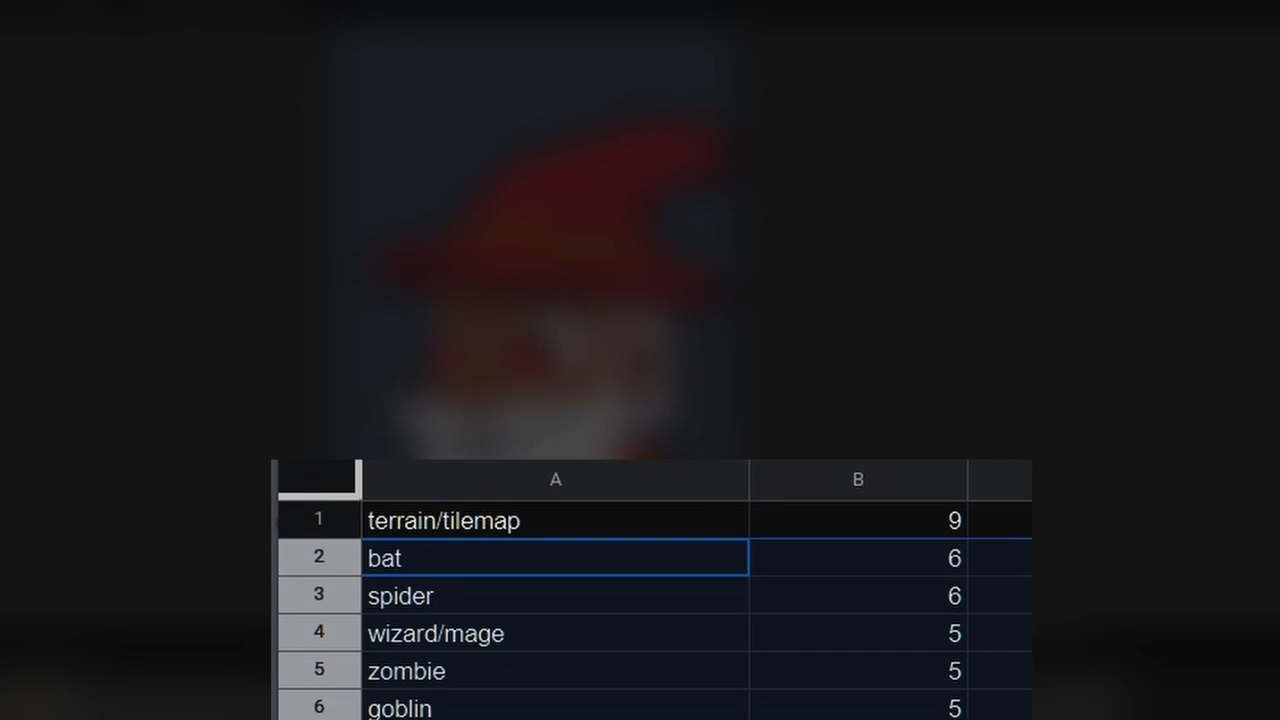 A B
1 terrain/tilemap 9
2 bat 6
3 spider 6
4 wizard/mage 5
5 zombie 5
6 goblin 5